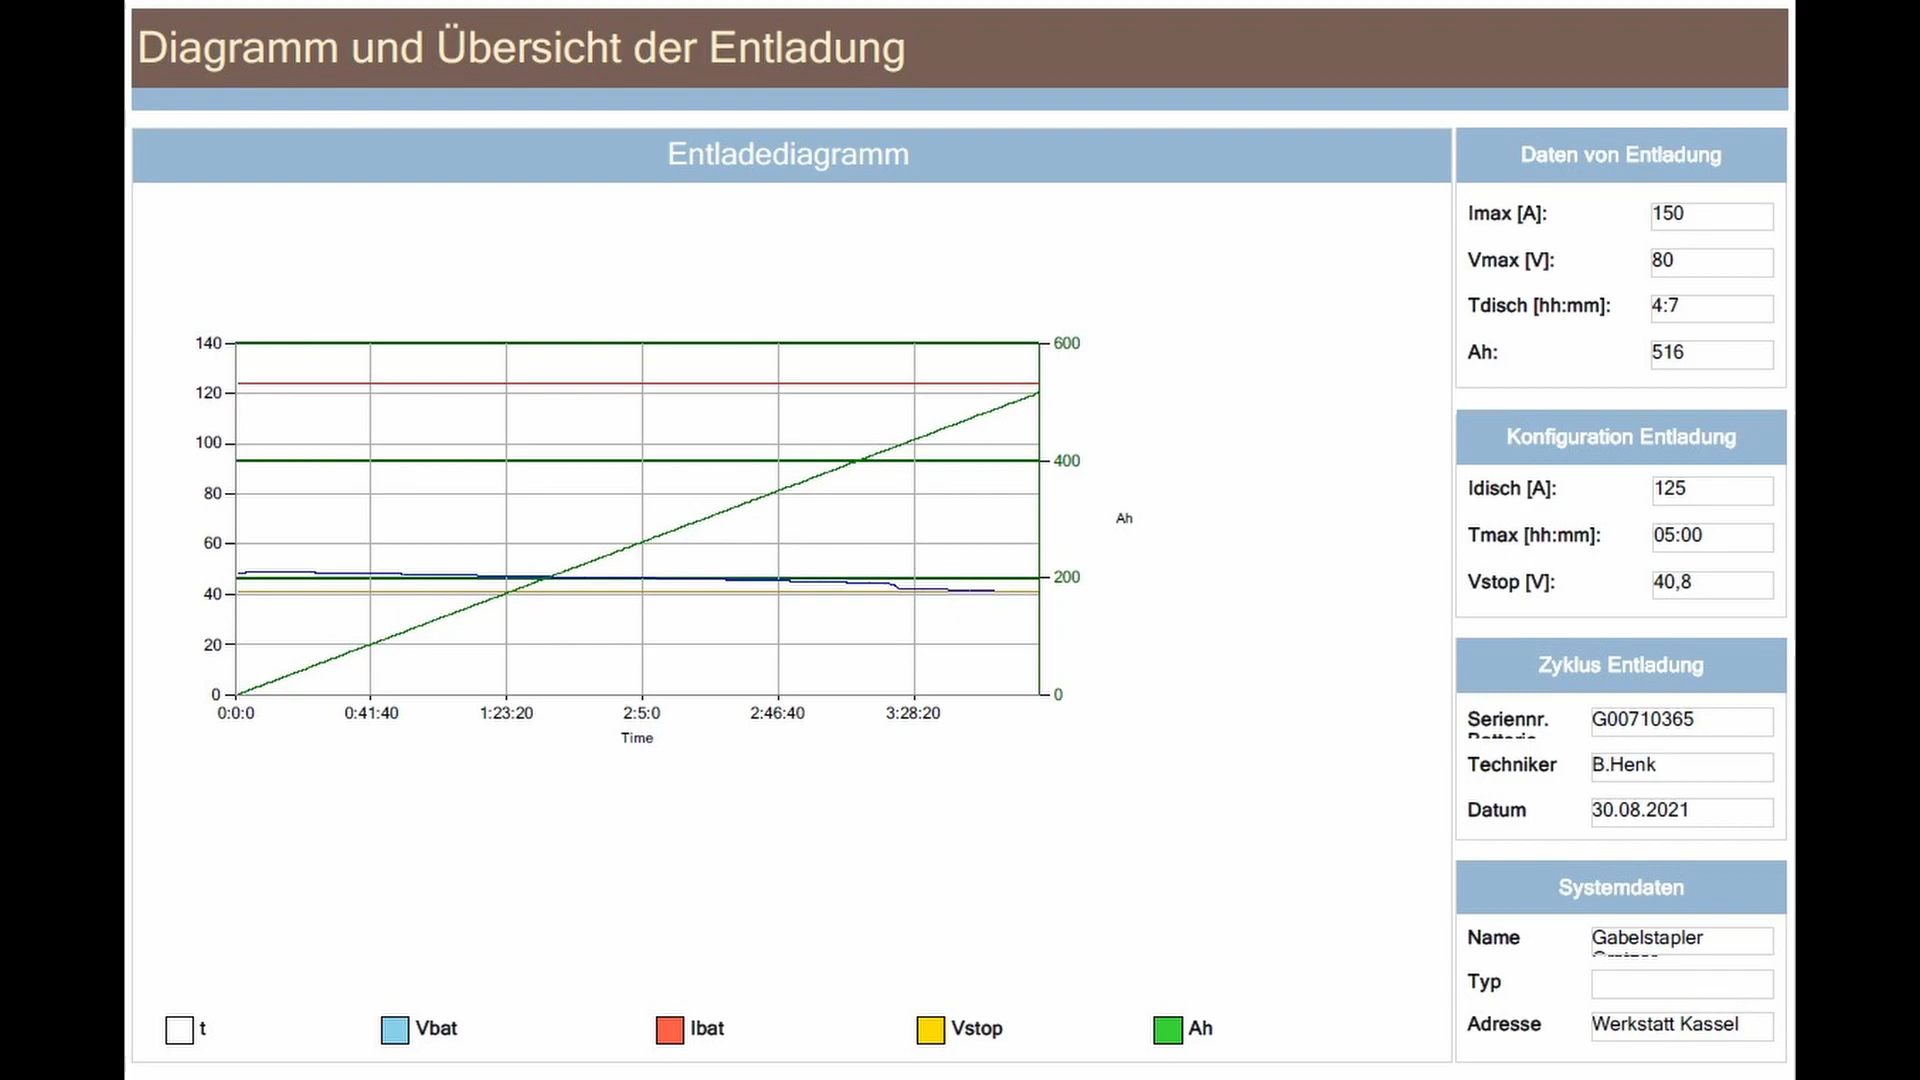 Diagramm und Übersicht der Entladung
Entladediagramm
140
120
100
80
60
40
20
0
600
400
200
0
Ah
0:0:0
0:41:40
1:23:20
2:5:0
2:46:40
3:28:20
Time
t
Vbat
Ibat
Vstop
Ah
Daten von Entladung
Imax [A]: 150
Vmax [V]: 80
Tdisch [hh:mm]: 4:7
Ah: 516
Konfiguration Entladung
Idisch [A]: 125
Tmax [hh:mm]: 05:00
Vstop [V]: 40,8
Zyklus Entladung
Seriennr. G00710365
Techniker B.Henk
Datum 30.08.2021
Systemdaten
Name Gabelstapler
Typ
Adresse Werkstatt Kassel